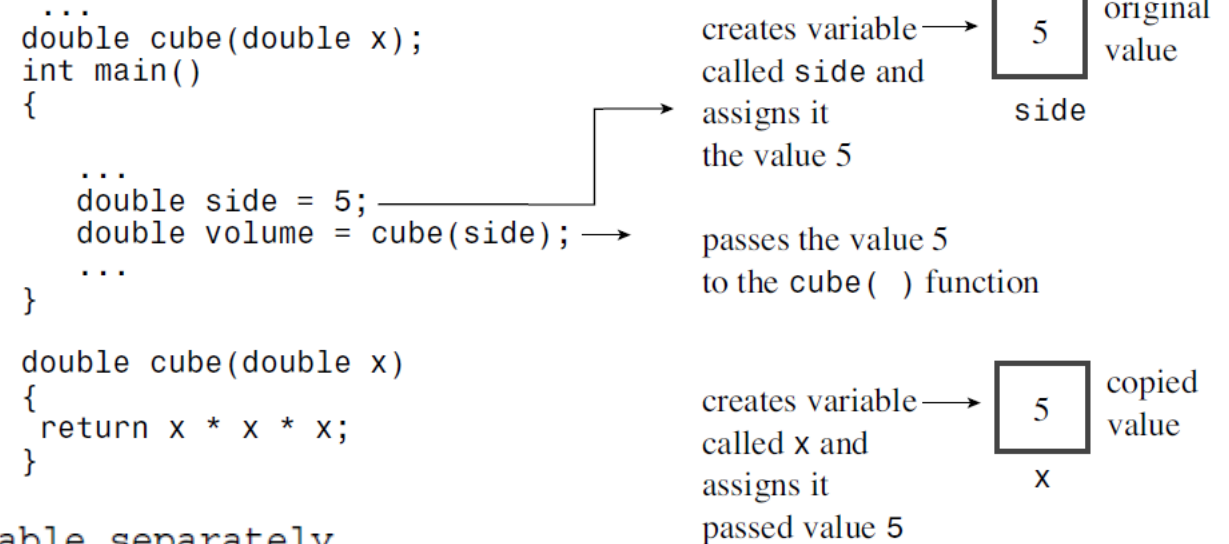 ...
double cube(double x);
int main()
{
...
double side = 5;
double volume = cube(side);
...
}
double cube(double x)
{
return x * x * x;
}
creates variable
called side and
assigns it
the value 5
5
original
value
side
passes the value 5
to the cube( ) function
creates variable
called x and
assigns it
passed value 5
5
copied
value
x
able separately